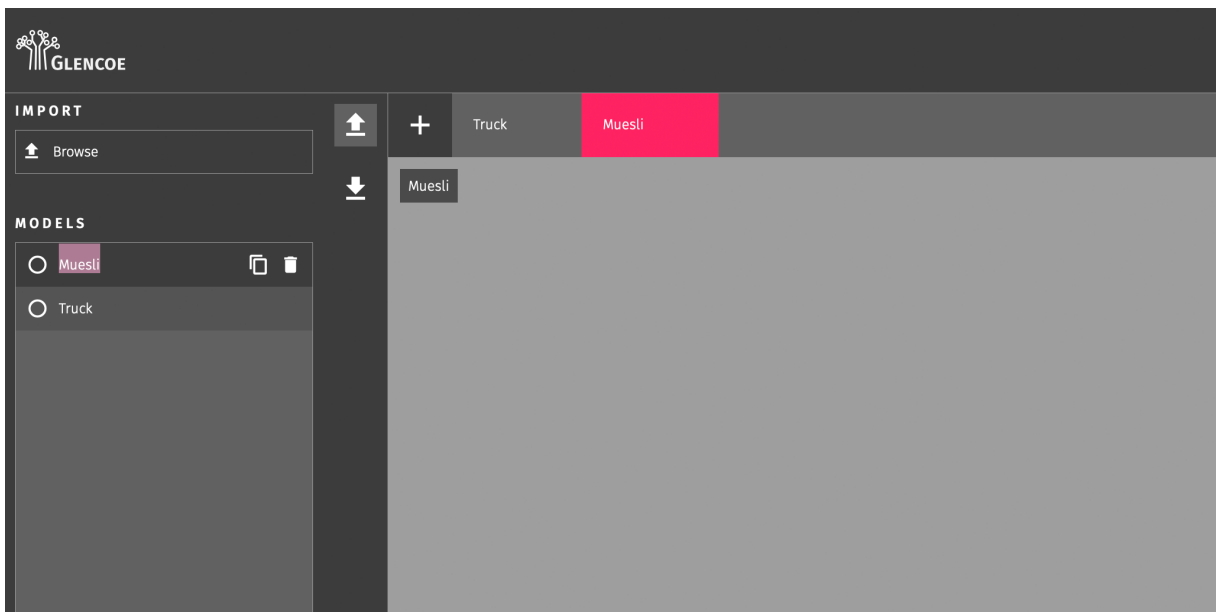 GLENCOE
IMPORT
Browse
MODELS
Muesli
Truck
Truck Muesli
Muesli